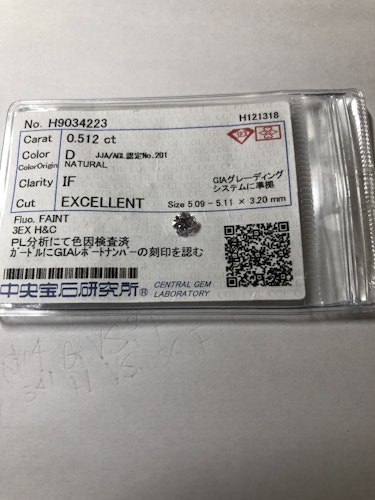 No. H9034223 H121318
Carat 0.512 ct
Color D JJA/AGL認定No.201
ColorOrigin NATURAL
Clarity IF GIAグレーディング
システムに準拠
Cut EXCELLENT Size 5.09 - 5.11 × 3.20 mm
Fluo. FAINT
3EX H&C
PL分析にて色因検査済
ガードルにGIAレポートナンバーの刻印を認む
中央宝石研究所® CENTRAL GEM
LABORATORY